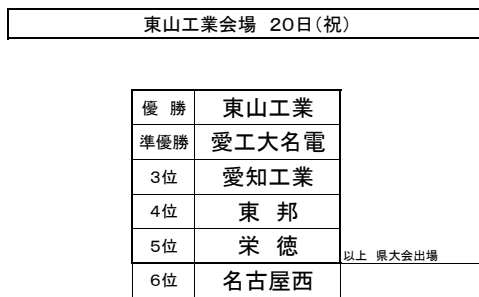 東山工業会場 20日(祝)
優 勝 東山工業
準優勝 愛工大名電
3位 愛知工業
4位 東 邦
5位 栄 徳 以上 県大会出場
6位 名古屋西